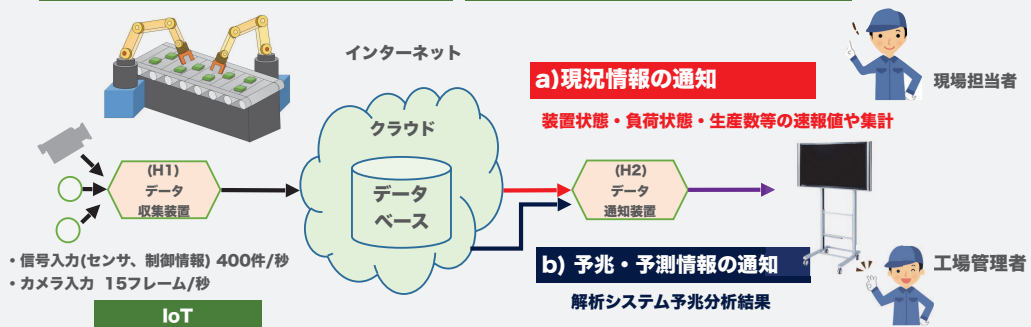 インターネット
a)現況情報の通知
現場担当者
装置状態・負荷状態・生産数等の速報値や集計
クラウド
(H1)
データ
収集装置
データ
ベース
(H2)
データ
通知装置
・信号入力(センサ、制御情報) 400件/秒
・カメラ入力 15フレーム/秒
b) 予兆・予測情報の通知
工場管理者
解析システム予兆分析結果
IoT